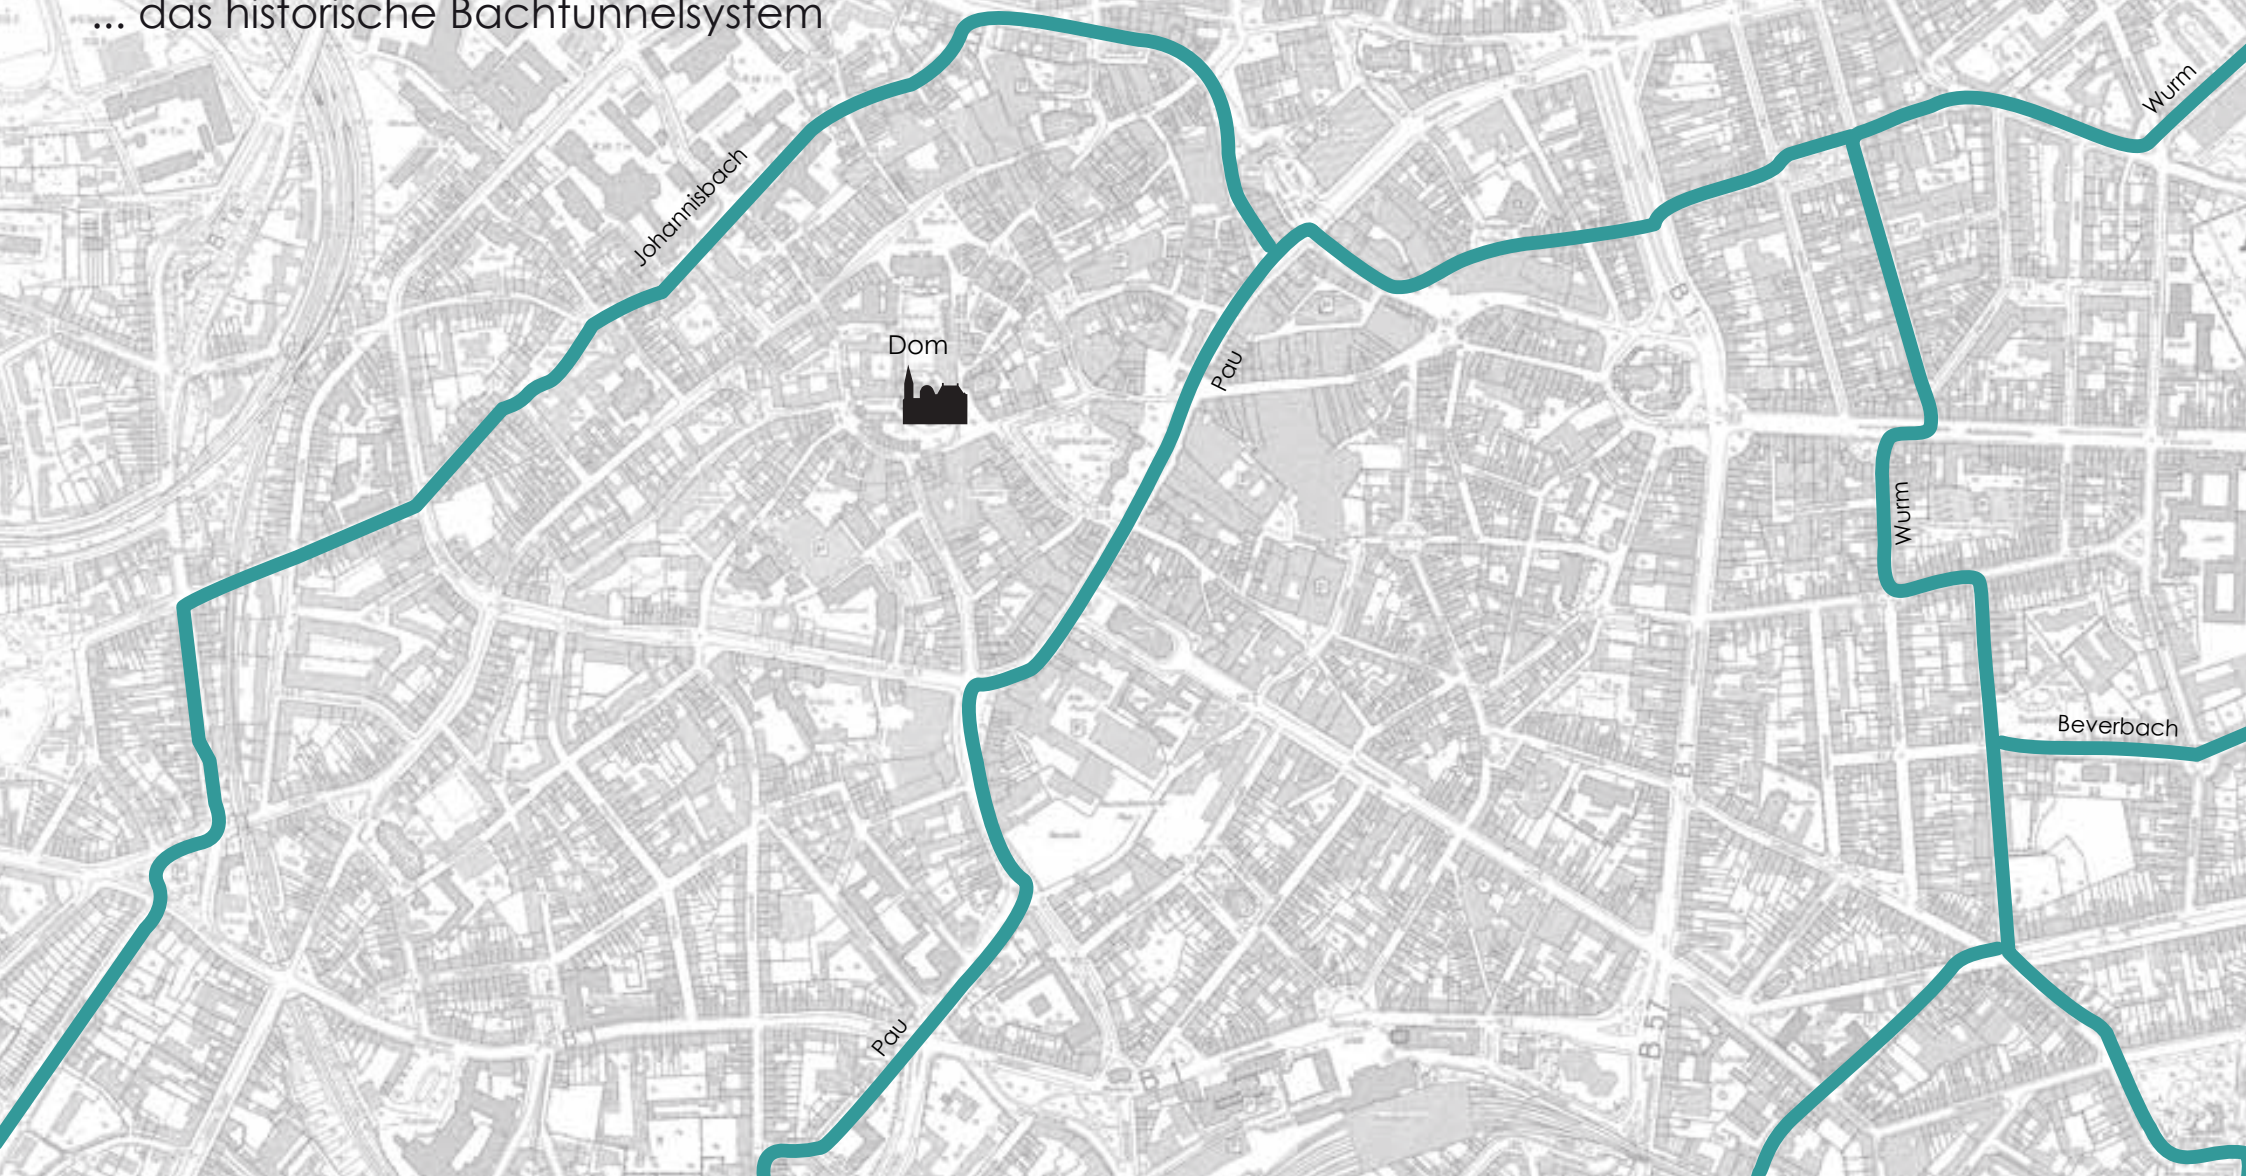 ... das historische Bachtunnelsystem
Wurm
Johannisbach
B 1
Dom
Pau
Wurm
Beverbach
B 1
B 57
Pau
B 1